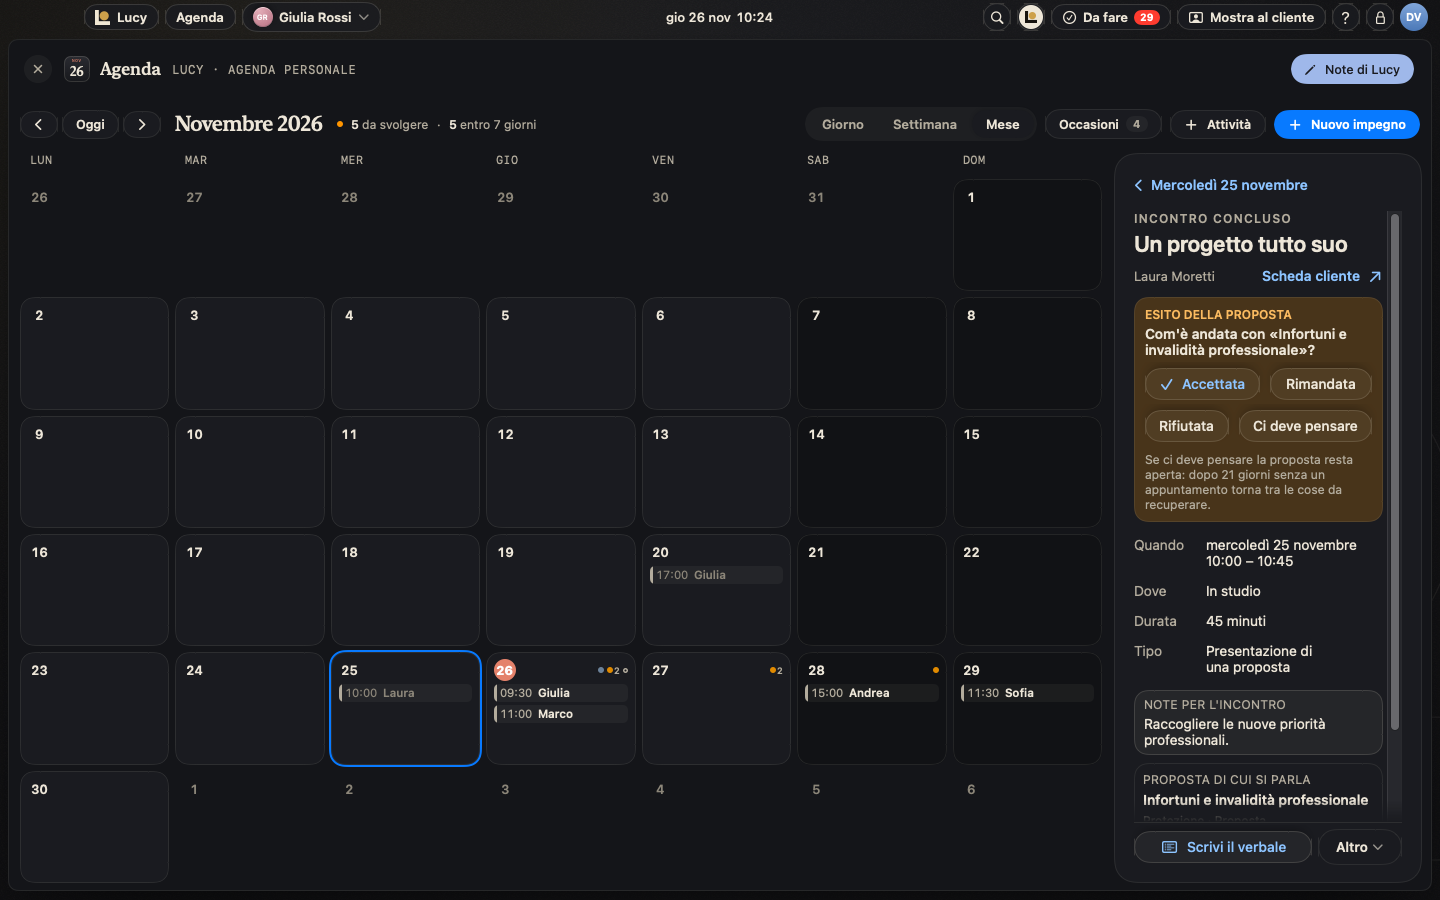 Lucy
Agenda
GR Giulia Rossi
gio 26 nov 10:24
Da fare 29
Mostra al cliente
?
DV
NOV
26
Agenda LUCY · AGENDA PERSONALE
Note di Lucy
Oggi
Novembre 2026
5 da svolgere · 5 entro 7 giorni
Giorno Settimana Mese
Occasioni 4
+ Attività
+ Nuovo impegno
LUN MAR MER GIO VEN SAB DOM
26 27 28 29 30 31 1
2 3 4 5 6 7 8
9 10 11 12 13 14 15
16 17 18 19 20 21 22
17:00 Giulia
23 24 25 26 27 28 29
2
2
10:00 Laura
09:30 Giulia
11:00 Marco
15:00 Andrea
11:30 Sofia
30 1 2 3 4 5 6
Mercoledì 25 novembre
INCONTRO CONCLUSO
Un progetto tutto suo
Laura Moretti
Scheda cliente
ESITO DELLA PROPOSTA
Com'è andata con «Infortuni e
invalidità professionale»?
Accettata
Rimandata
Rifiutata
Ci deve pensare
Se ci deve pensare la proposta resta
aperta: dopo 21 giorni senza un
appuntamento torna tra le cose da
recuperare.
Quando mercoledì 25 novembre
10:00 – 10:45
Dove In studio
Durata 45 minuti
Tipo Presentazione di
una proposta
NOTE PER L'INCONTRO
Raccogliere le nuove priorità
professionali.
PROPOSTA DI CUI SI PARLA
Infortuni e invalidità professionale
Protezione · Proposta
Scrivi il verbale
Altro